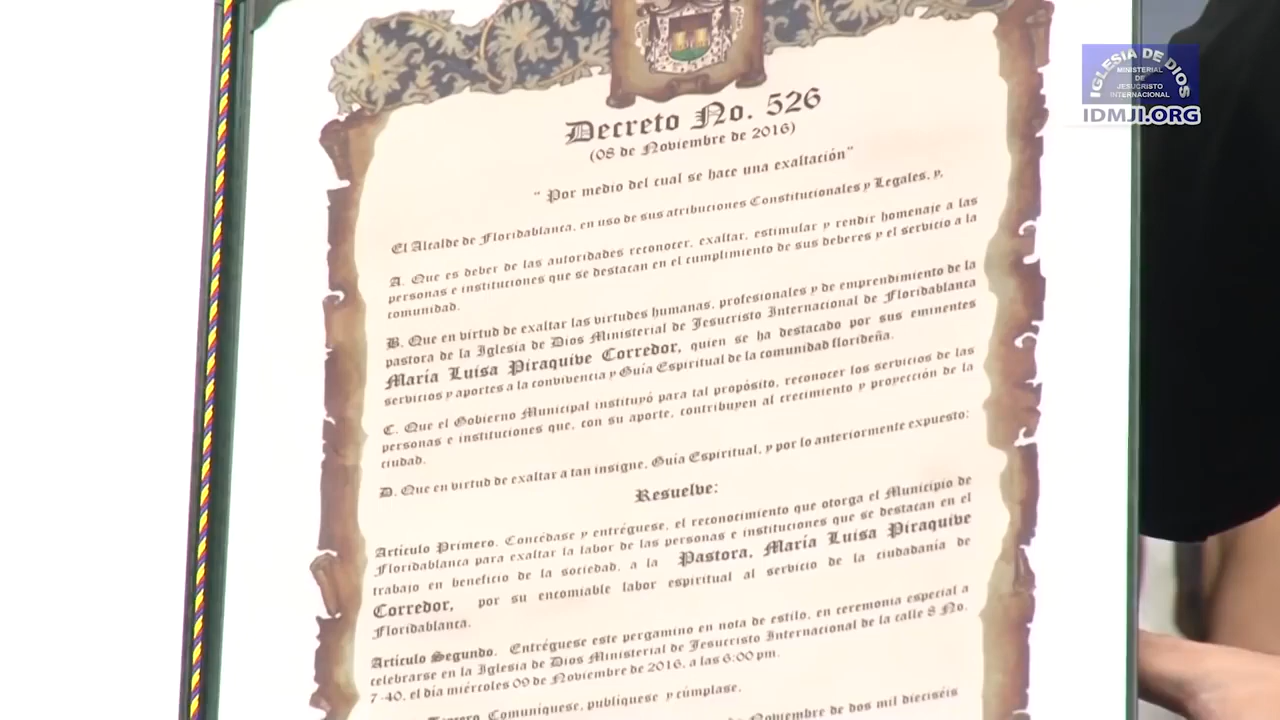 IGLESIA DE DIOS
MINISTERIAL
DE
JESUCRISTO
INTERNACIONAL
IDMJI.ORG
Decreto No. 526
(08 de Noviembre de 2016)
" Por medio del cual se hace una exaltación"
El Alcalde de Floridablanca, en uso de sus atribuciones Constitucionales y Legales, y,
A. Que es deber de las autoridades reconocer, exaltar, estimular y rendir homenaje a las
personas e instituciones que se destacan en el cumplimiento de sus deberes y el servicio a la
comunidad.
B. Que en virtud de exaltar las virtudes humanas, profesionales y de emprendimiento de la
pastora de la Iglesia de Dios Ministerial de Jesucristo Internacional de Floridablanca
María Luisa Piraquive Corredor, quien se ha destacado por sus eminentes
servicios y aportes a la convivencia y Guía Espiritual de la comunidad florideña.
C. Que el Gobierno Municipal instituyó para tal propósito, reconocer los servicios de las
personas e instituciones que, con su aporte, contribuyen al crecimiento y proyección de la
ciudad.
D. Que en virtud de exaltar a tan insigne, Guía Espiritual, y por lo anteriormente expuesto:
Resuelve:
Artículo Primero. Concédase y entréguese, el reconocimiento que otorga el Municipio de
Floridablanca para exaltar la labor de las personas e instituciones que se destacan en el
trabajo en beneficio de la sociedad, a la Pastora, María Luisa Piraquive
Corredor, por su encomiable labor espiritual al servicio de la ciudadanía de
Floridablanca.
Artículo Segundo. Entréguese este pergamino en nota de estilo, en ceremonia especial a
celebrarse en la Iglesia de Dios Ministerial de Jesucristo Internacional de la calle 8 No.
7-40, el día miércoles 09 de Noviembre de 2016, a las 6:00 pm.
Tercero. Comuníquese, publíquese y cúmplase.
de Noviembre de dos mil dieciséis